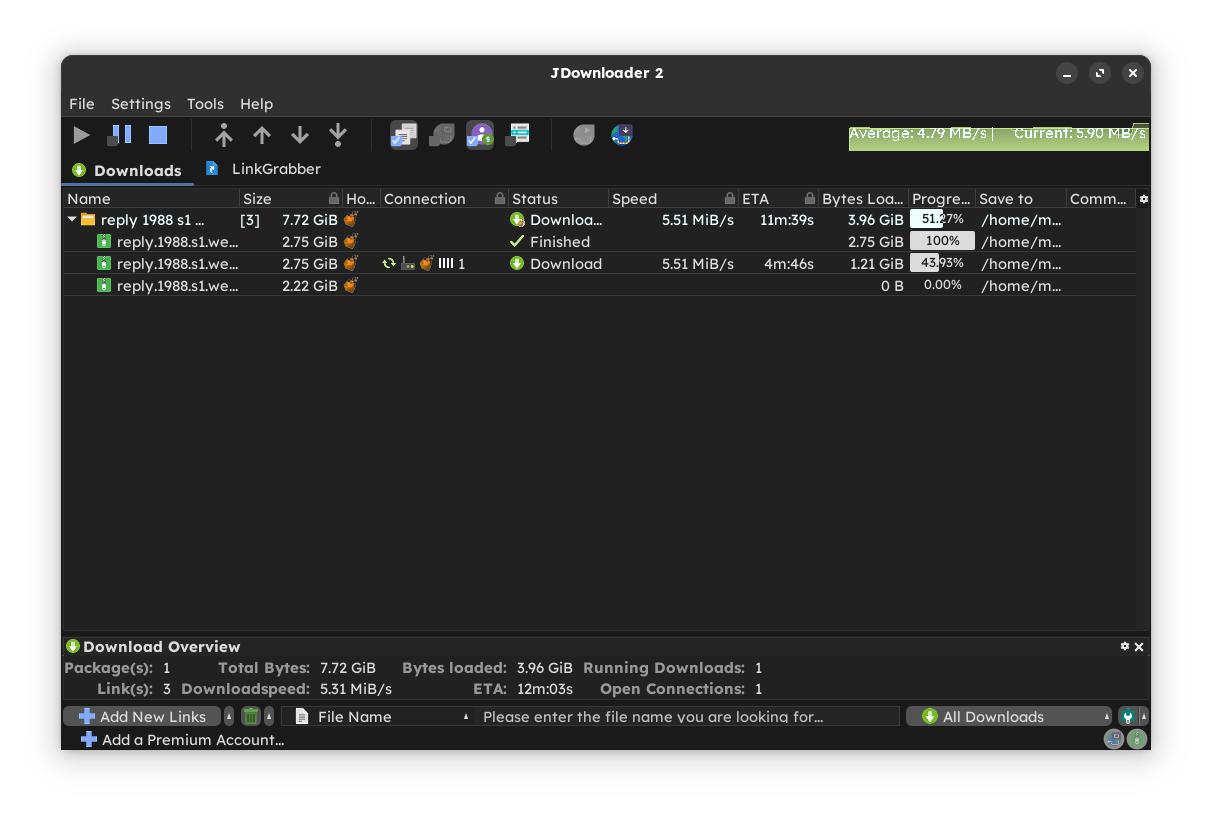 JDownloader 2
File Settings Tools Help
Average: 4.79 MB/s | Current: 5.90 MB/s
Downloads LinkGrabber
Name Size Ho... Connection Status Speed ETA Bytes Loa... Progre... Save to Comm...
reply 1988 s1 ... [3] 7.72 GiB Downloa... 5.51 MiB/s 11m:39s 3.96 GiB 51.27% /home/m...
reply.1988.s1.we... 2.75 GiB Finished 2.75 GiB 100% /home/m...
reply.1988.s1.we... 2.75 GiB 1 Download 5.51 MiB/s 4m:46s 1.21 GiB 43.93% /home/m...
reply.1988.s1.we... 2.22 GiB 0 B 0.00% /home/m...
Download Overview
Package(s): 1 Total Bytes: 7.72 GiB Bytes loaded: 3.96 GiB Running Downloads: 1
Link(s): 3 Downloadspeed: 5.31 MiB/s ETA: 12m:03s Open Connections: 1
Add New Links File Name Please enter the file name you are looking for... All Downloads
Add a Premium Account...